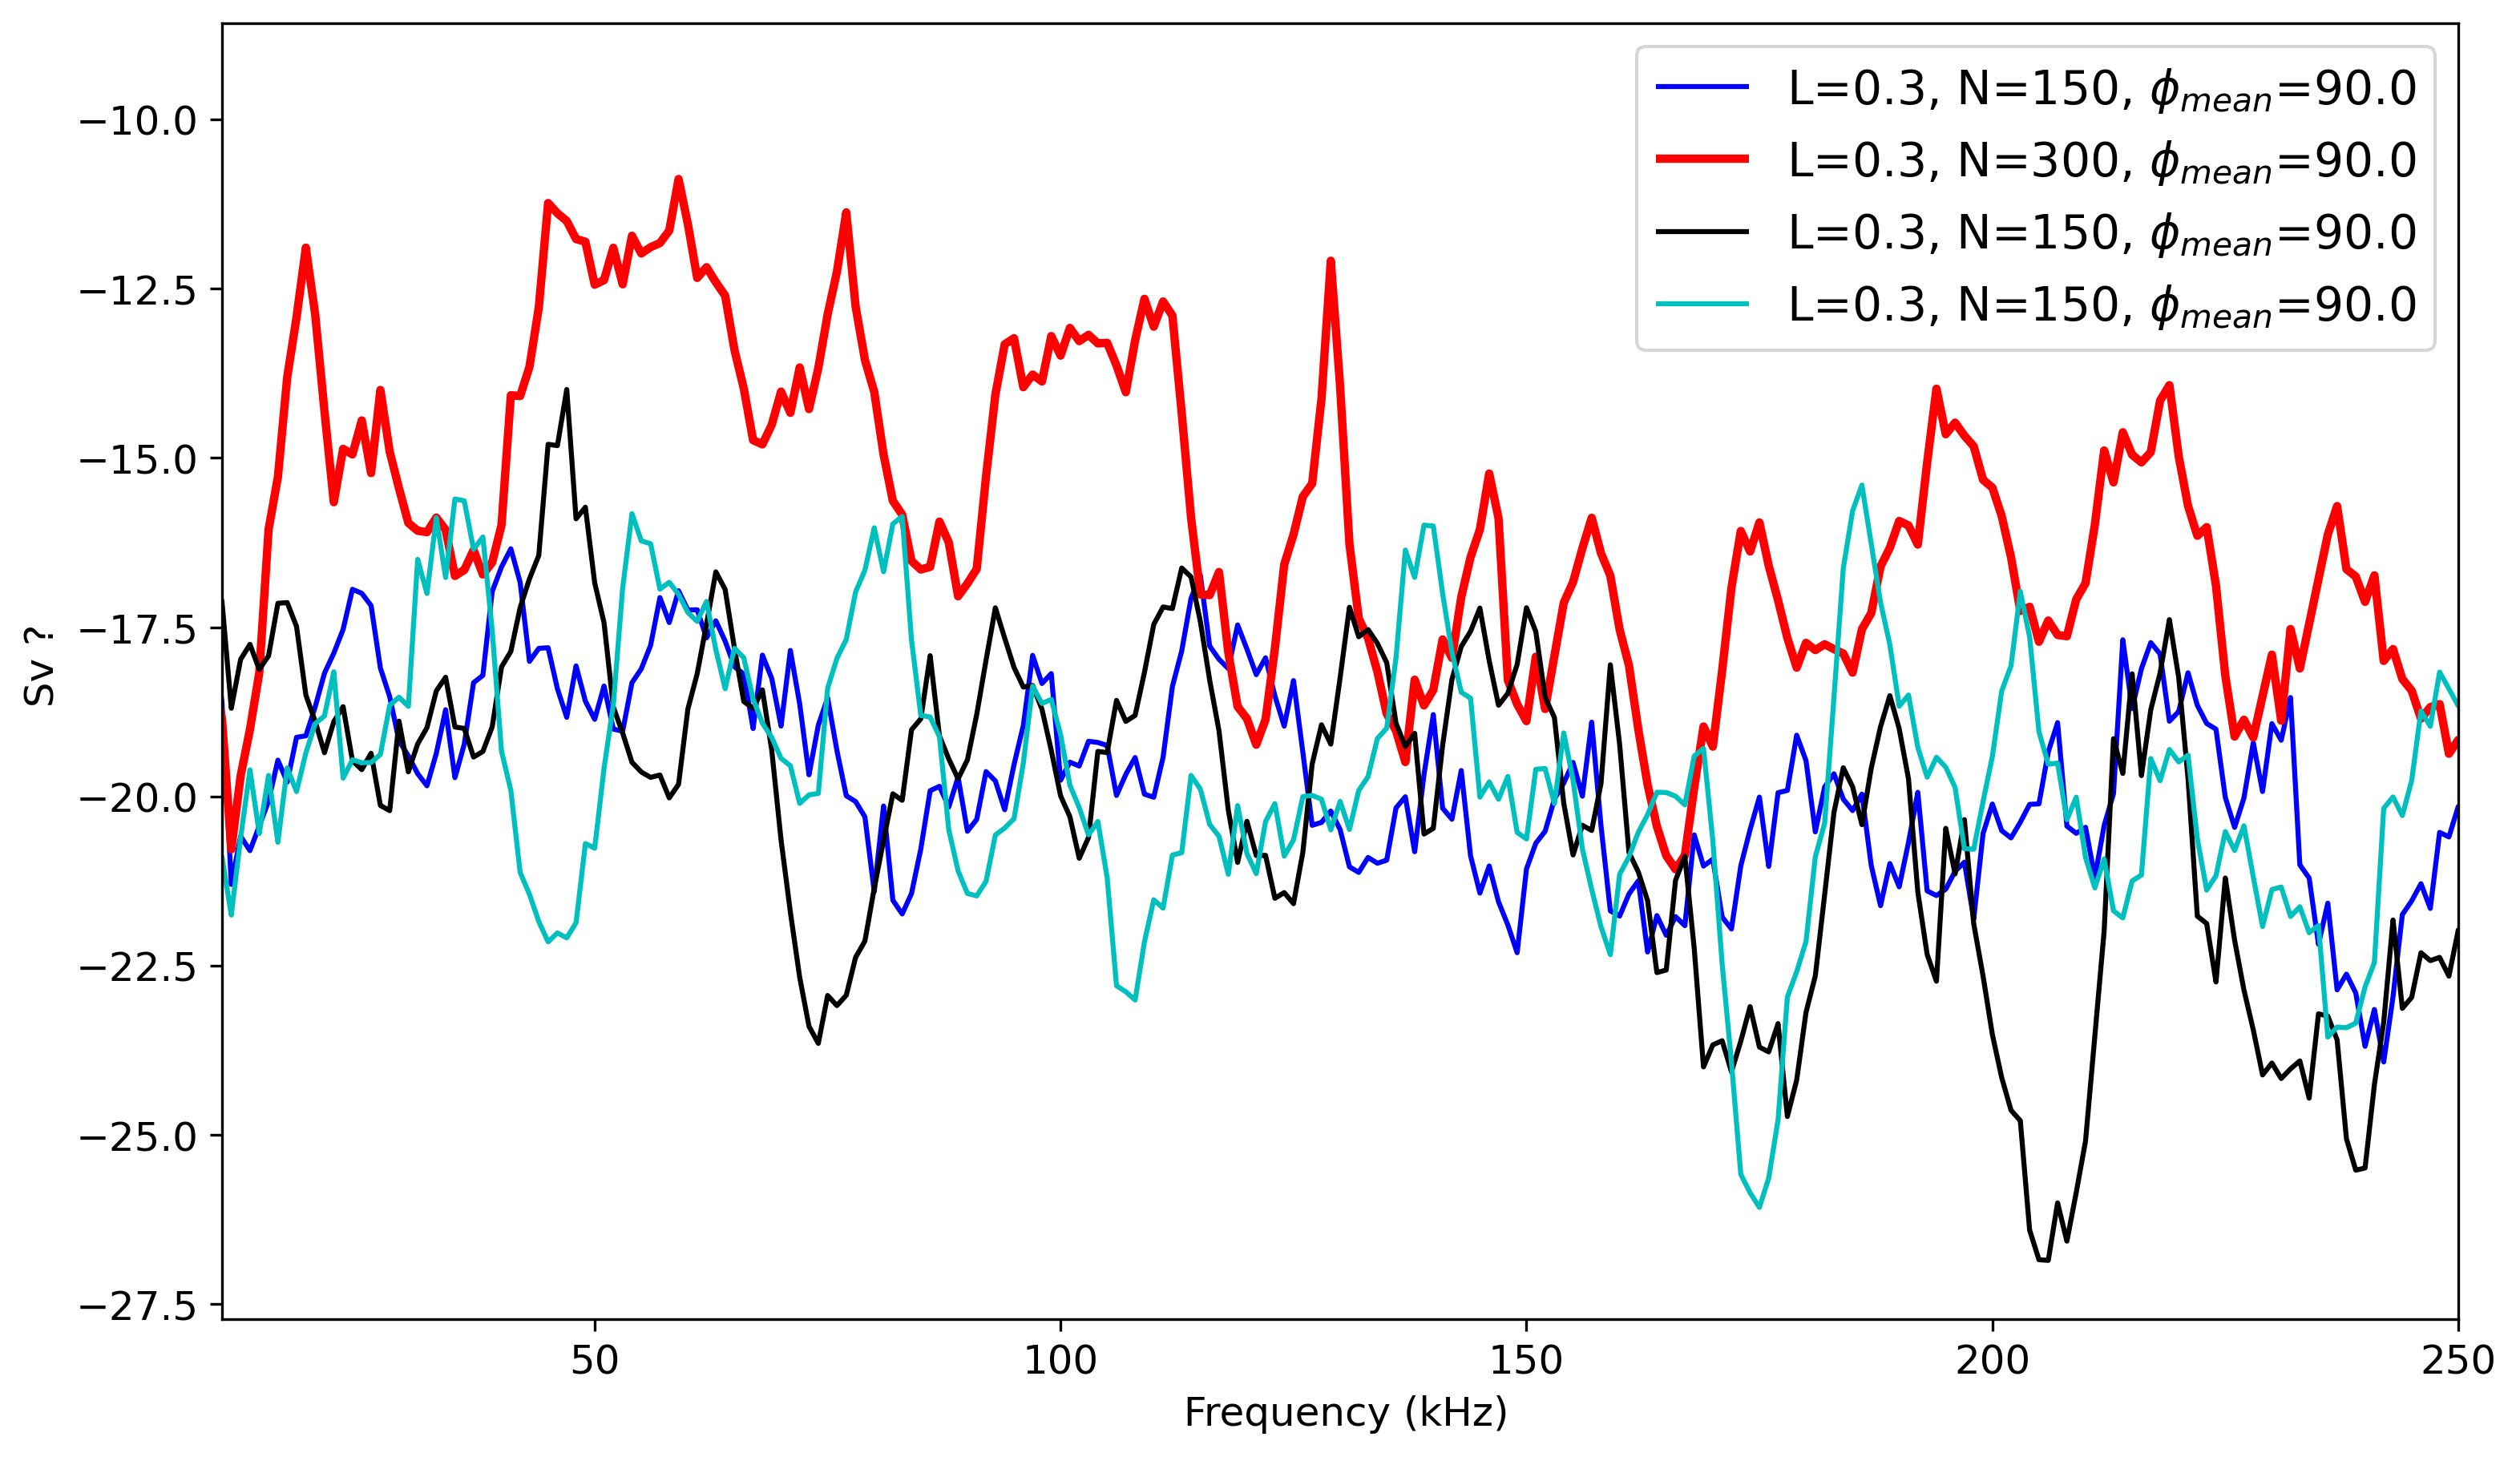 L=0.3, N=150, ϕmean=90.0
L=0.3, N=300, ϕmean=90.0
L=0.3, N=150, ϕmean=90.0
L=0.3, N=150, ϕmean=90.0
−10.0
−12.5
−15.0
−17.5
−20.0
−22.5
−25.0
−27.5
Sv ?
50 100 150 200 250
Frequency (kHz)